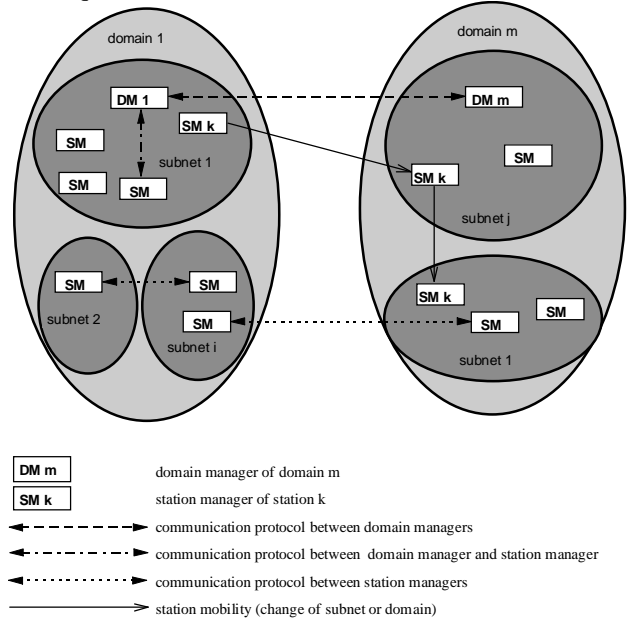 domain 1
DM 1
SM k
SM
subnet 1
SM
SM
SM
SM
subnet 2
SM
subnet i
domain m
DM m
SM
SM k
subnet j
SM k
SM
SM
subnet 1
DM m domain manager of domain m
SM k station manager of station k
communication protocol between domain managers
communication protocol between domain manager and station manager
communication protocol between station managers
station mobility (change of subnet or domain)